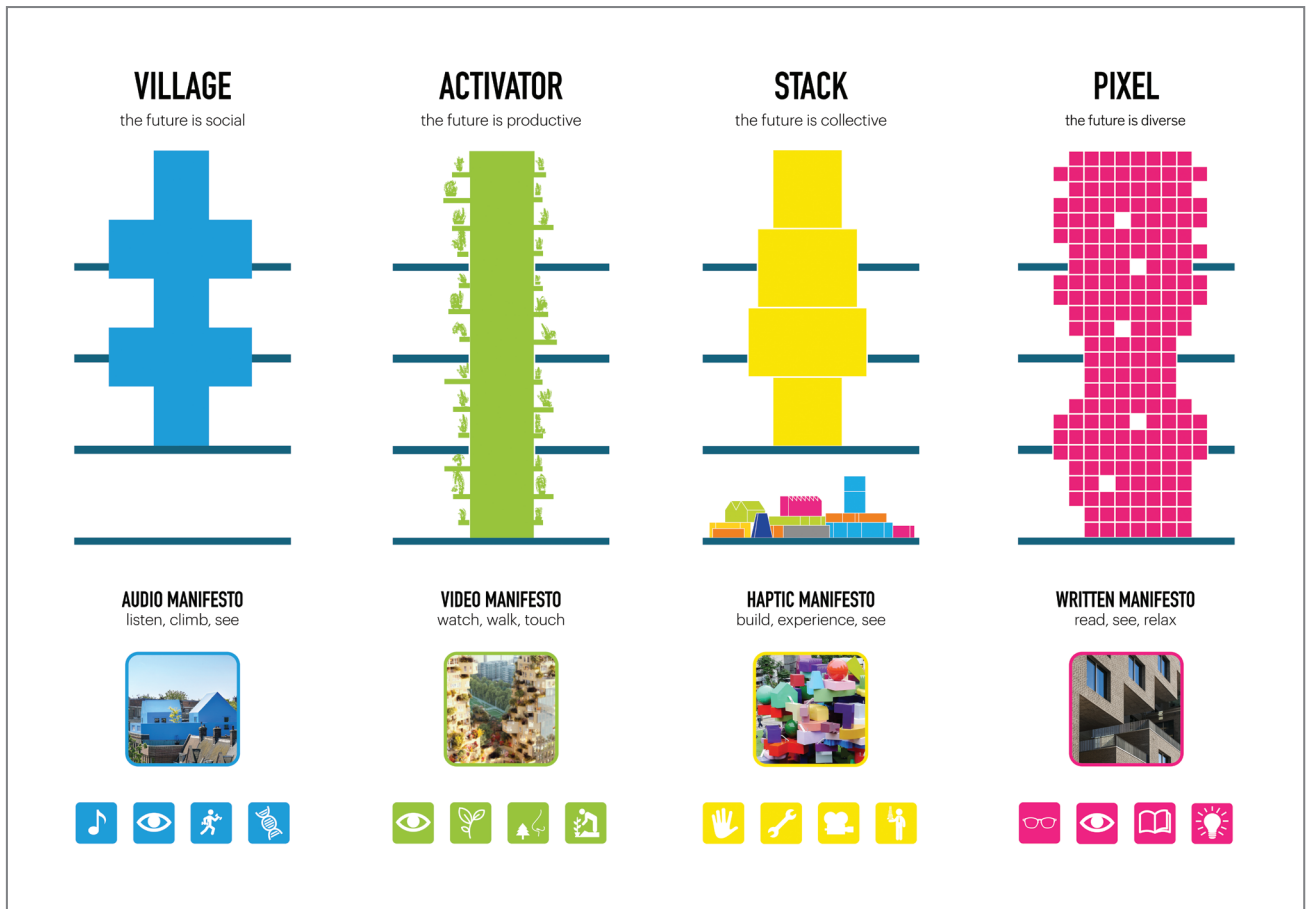 VILLAGE
the future is social
ACTIVATOR
the future is productive
STACK
the future is collective
PIXEL
the future is diverse
AUDIO MANIFESTO
listen, climb, see
VIDEO MANIFESTO
watch, walk, touch
HAPTIC MANIFESTO
build, experience, see
WRITTEN MANIFESTO
read, see, relax